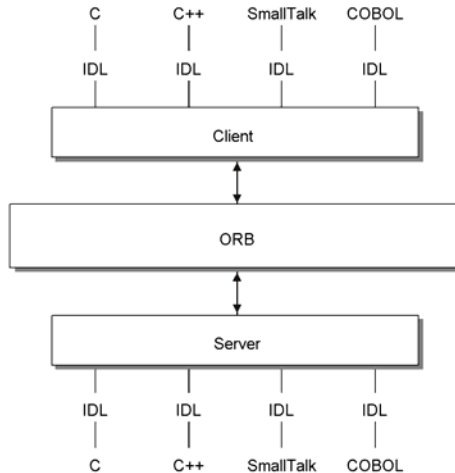 C C++ SmallTalk COBOL
IDL IDL IDL IDL
Client
ORB
Server
IDL IDL IDL IDL
C C++ SmallTalk COBOL